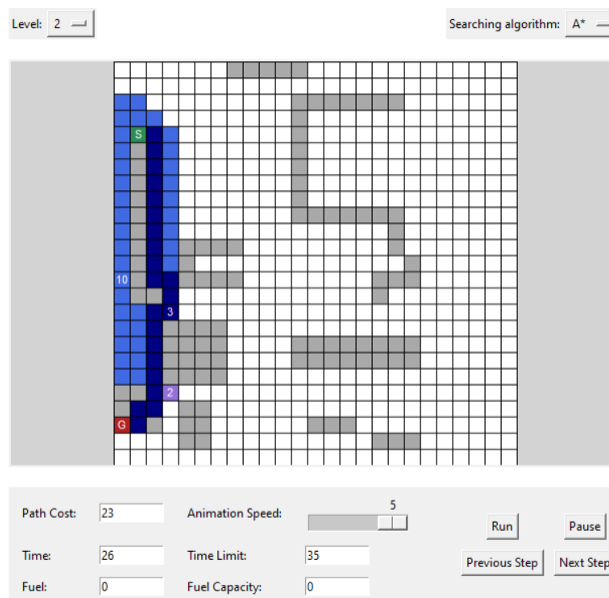 Level: 2 Searching algorithm: A*
S
10
3
2
G
Path Cost: 23 Animation Speed: 5
Run Pause
Time: 26 Time Limit: 35
Previous Step Next Step
Fuel: 0 Fuel Capacity: 0